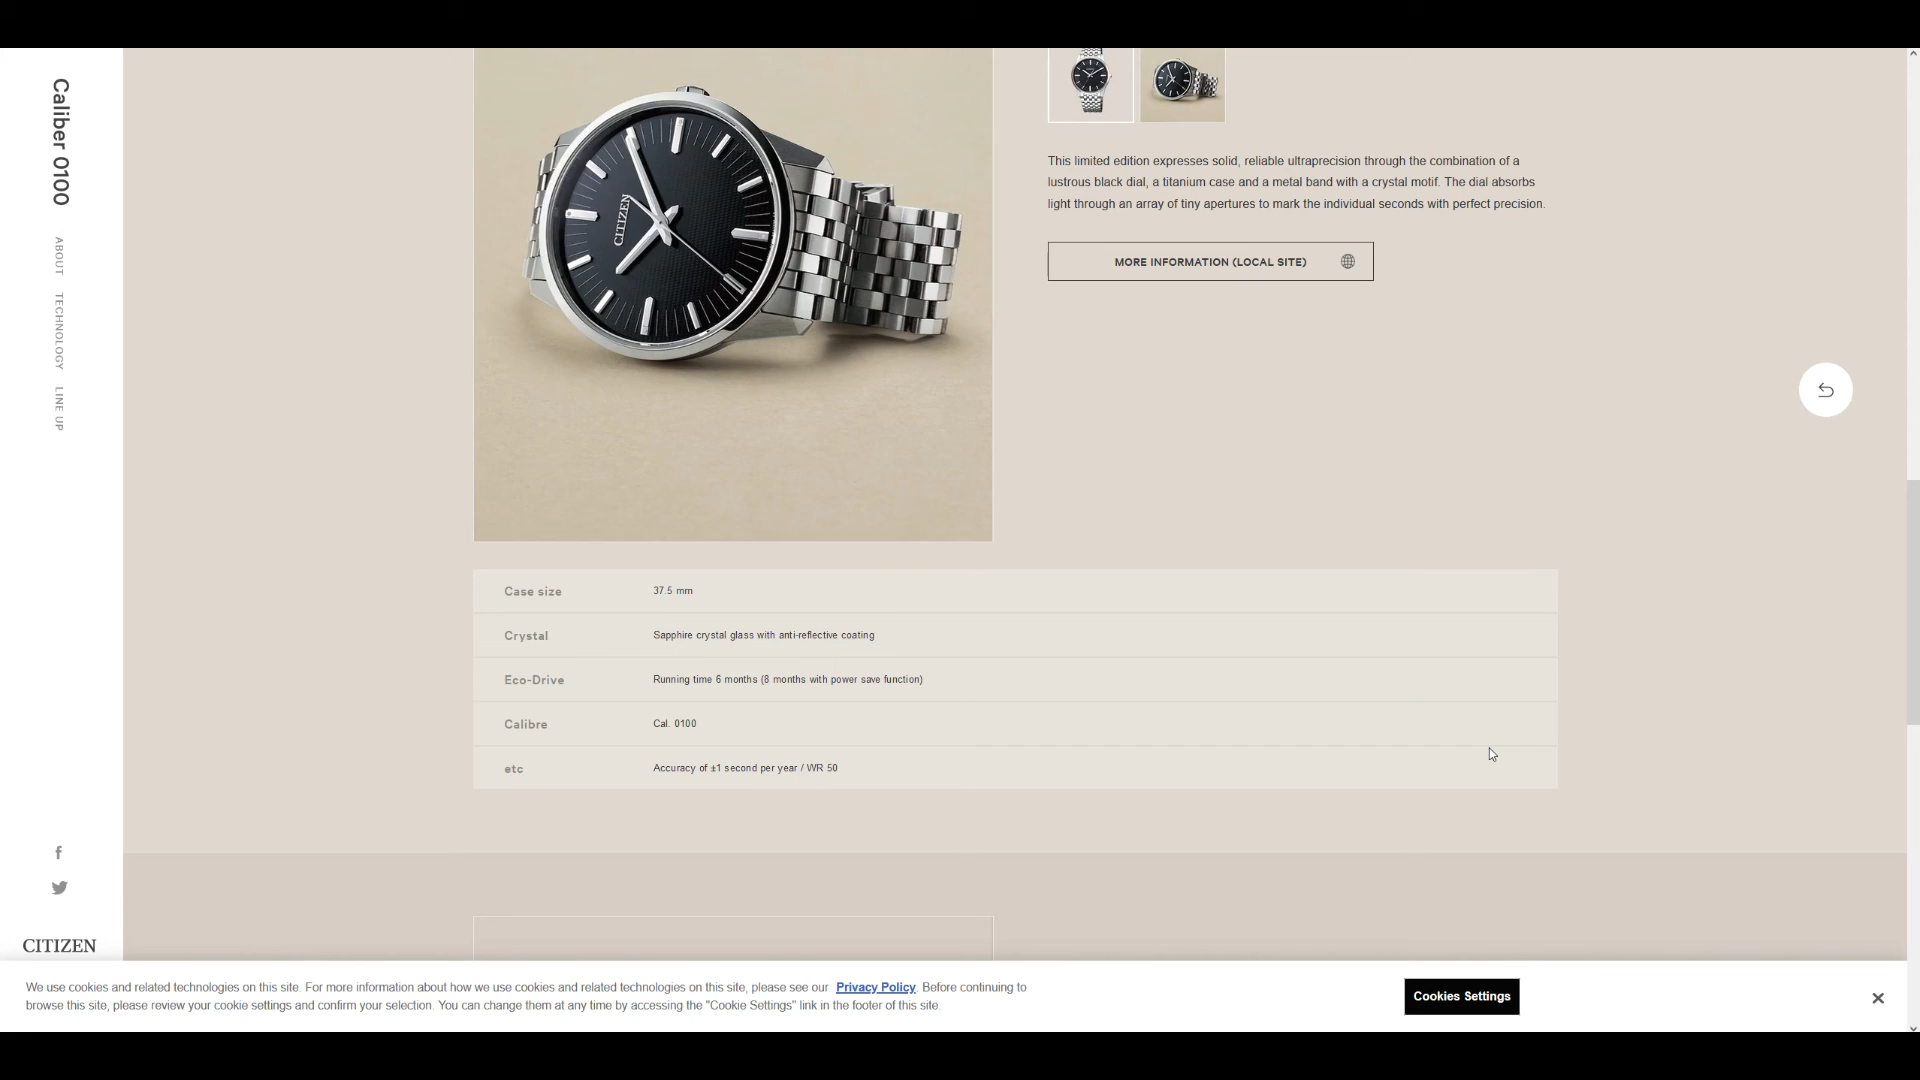 Caliber 0100
ABOUT
TECHNOLOGY
LINE UP
CITIZEN
CITIZEN
This limited edition expresses solid, reliable ultraprecision through the combination of a
lustrous black dial, a titanium case and a metal band with a crystal motif. The dial absorbs
light through an array of tiny apertures to mark the individual seconds with perfect precision.
MORE INFORMATION (LOCAL SITE)
Case size 37.5 mm
Crystal Sapphire crystal glass with anti-reflective coating
Eco-Drive Running time 6 months (8 months with power save function)
Calibre Cal. 0100
etc Accuracy of ±1 second per year / WR 50
We use cookies and related technologies on this site. For more information about how we use cookies and related technologies on this site, please see our Privacy Policy. Before continuing to
browse this site, please review your cookie settings and confirm your selection. You can change them at any time by accessing the "Cookie Settings" link in the footer of this site.
Cookies Settings